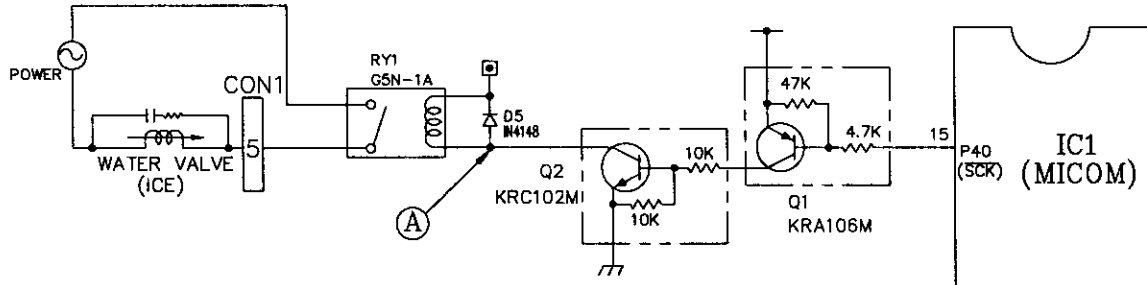 POWER
CON1
5
WATER VALVE
(ICE)
RY1
G5N-1A
D5
IN4148
A
Q2
KRC102M
10K
10K
47K
4.7K
Q1
KRA106M
15
P40
(SCK)
IC1
(MICOM)